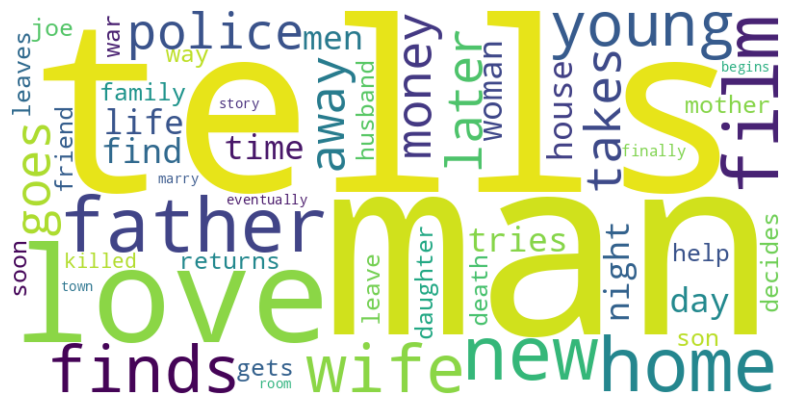 tells
man
love
father
film
police
young
home
new
wife
finds
goes
takes
money
later
away
men
life
find
time
family
house
woman
husband
night
day
tries
help
mother
daughter
returns
killed
soon
leaves
joe
war
way
friend
story
marry
eventually
town
gets
room
leave
death
son
decides
finally
begins